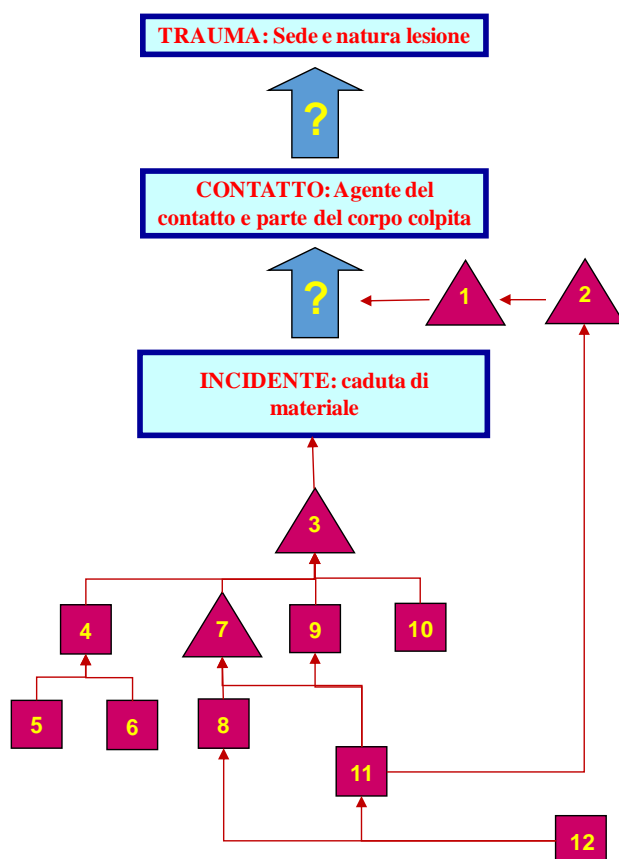 TRAUMA: Sede e natura lesione
?
CONTATTO: Agente del
contatto e parte del corpo colpita
?
1
2
INCIDENTE: caduta di
materiale
3
4
7
9
10
5
6
8
11
12